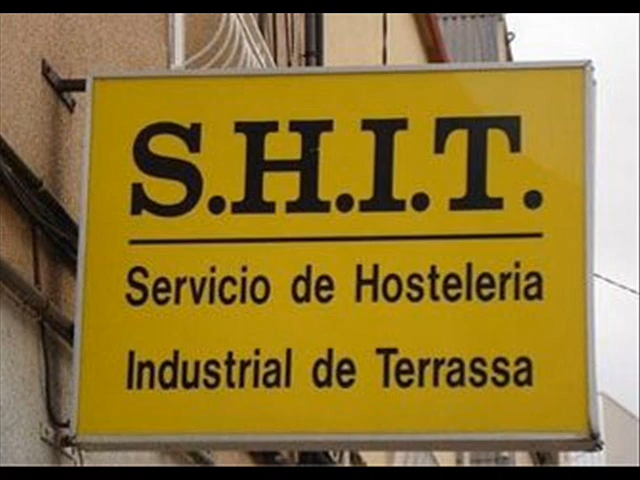 S.H.I.T.
Servicio de Hosteleria
Industrial de Terrassa